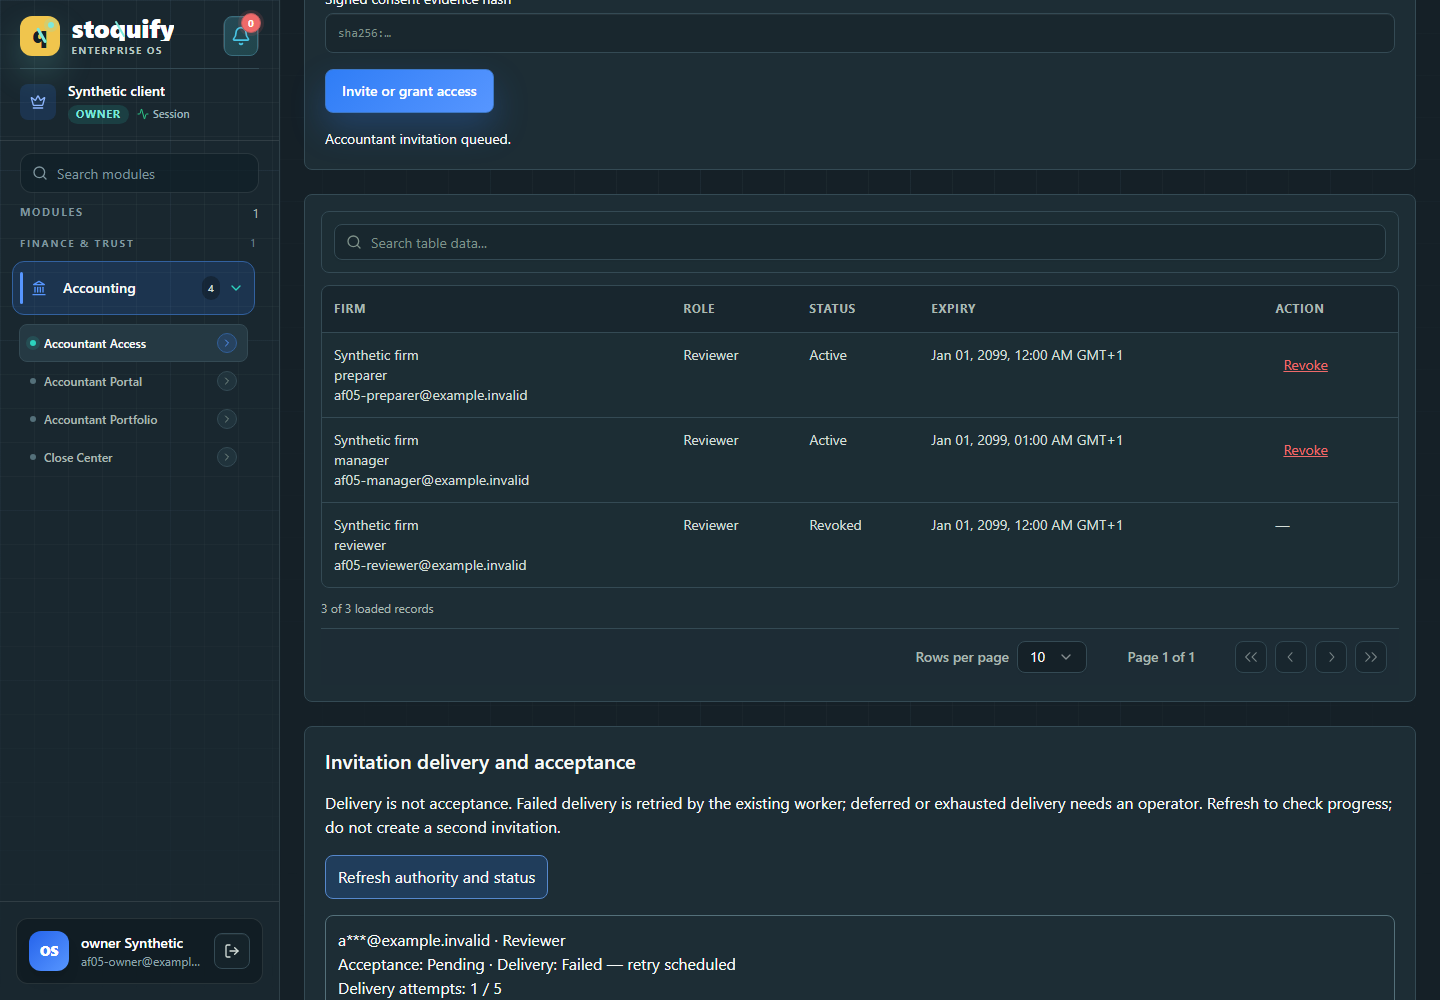 stoquify
ENTERPRISE OS
0
Synthetic client
OWNER
Session
Search modules
MODULES
1
FINANCE & TRUST
1
Accounting
4
Accountant Access
Accountant Portal
Accountant Portfolio
Close Center
OS
owner Synthetic
af05-owner@exampl...
Signed consent evidence hash
sha256:…
Invite or grant access
Accountant invitation queued.
Search table data...
FIRM ROLE STATUS EXPIRY ACTION
Synthetic firm Reviewer Active Jan 01, 2099, 12:00 AM GMT+1 Revoke
preparer
af05-preparer@example.invalid
Synthetic firm Reviewer Active Jan 01, 2099, 01:00 AM GMT+1 Revoke
manager
af05-manager@example.invalid
Synthetic firm Reviewer Revoked Jan 01, 2099, 12:00 AM GMT+1 —
reviewer
af05-reviewer@example.invalid
3 of 3 loaded records
Rows per page 10 Page 1 of 1
Invitation delivery and acceptance
Delivery is not acceptance. Failed delivery is retried by the existing worker; deferred or exhausted delivery needs an operator. Refresh to check progress;
do not create a second invitation.
Refresh authority and status
a***@example.invalid · Reviewer
Acceptance: Pending · Delivery: Failed — retry scheduled
Delivery attempts: 1 / 5